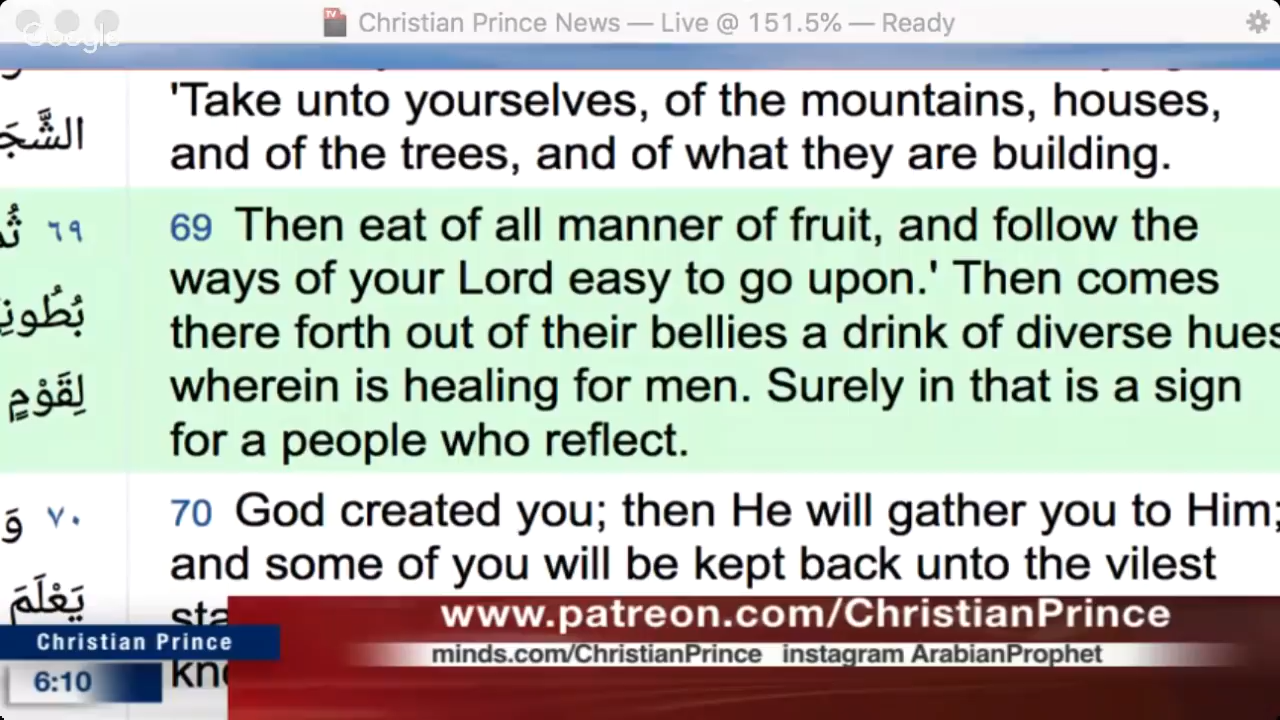 Christian Prince News — Live @ 151.5% — Ready
Google
'Take unto yourselves, of the mountains, houses,
and of the trees, and of what they are building.
69 Then eat of all manner of fruit, and follow the
ways of your Lord easy to go upon.' Then comes
there forth out of their bellies a drink of diverse hues
wherein is healing for men. Surely in that is a sign
for a people who reflect.
70 God created you; then He will gather you to Him;
and some of you will be kept back unto the vilest
٦٩
لِقَوْمٍ
٧٠ وَ
www.patreon.com/ChristianPrince
minds.com/ChristianPrince instagram ArabianProphet
Christian Prince
6:10